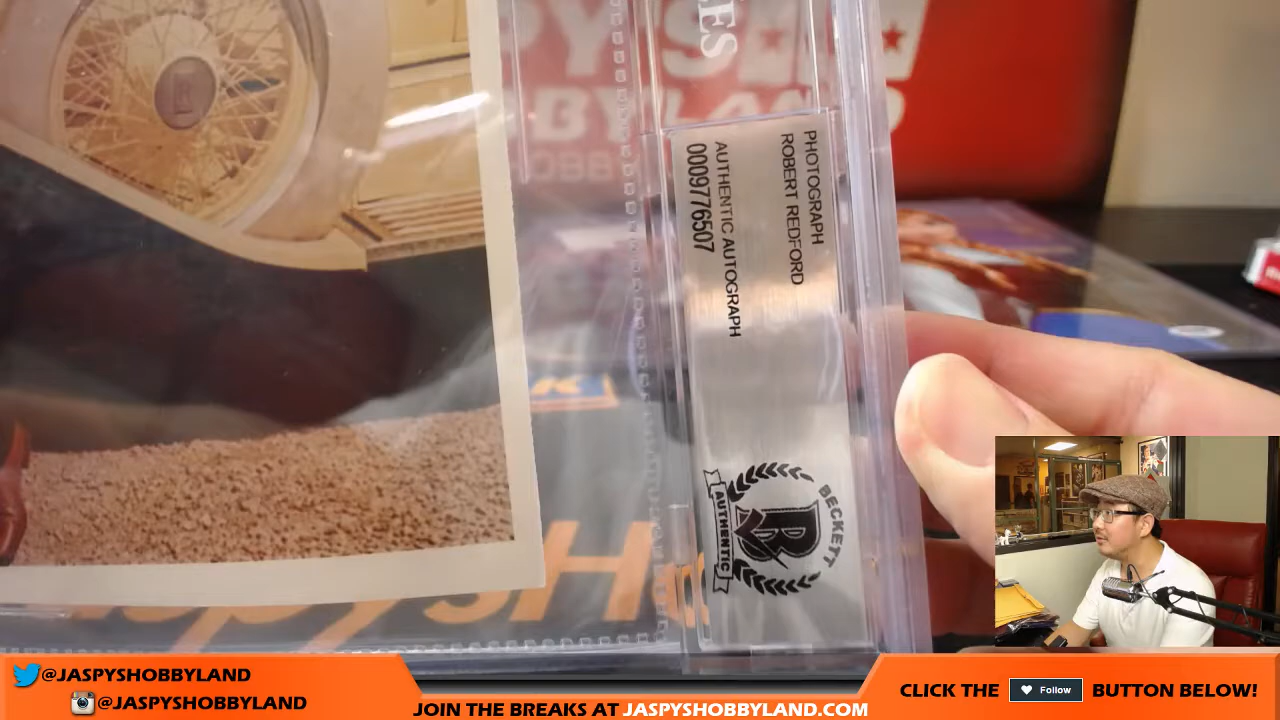 PHOTOGRAPH
ROBERT REDFORD
AUTHENTIC AUTOGRAPH
0009776507
BECKETT
AUTHENTIC
@JASPYSHOBBYLAND
@JASPYSHOBBYLAND
JOIN THE BREAKS AT JASPYSHOBBYLAND.COM
CLICK THE Follow BUTTON BELOW!